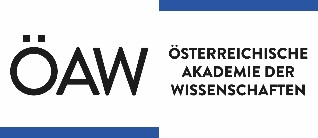 ÖAW
ÖSTERREICHISCHE
AKADEMIE DER
WISSENSCHAFTEN